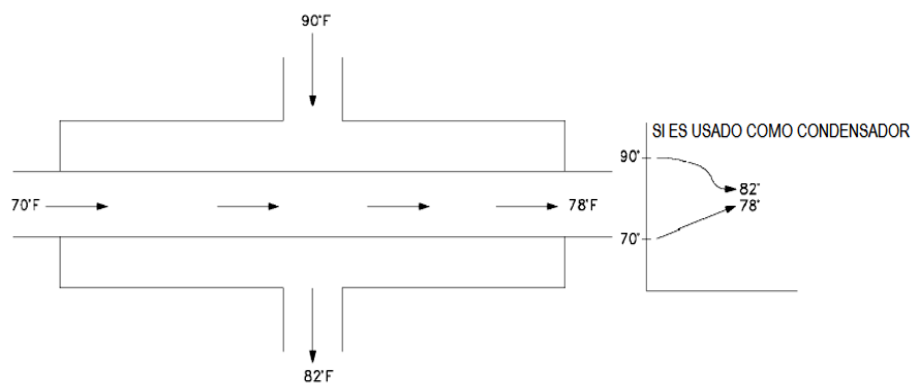 90°F
SI ES USADO COMO CONDENSADOR
90°
82°
70°F
78°F
78°
70°
82°F